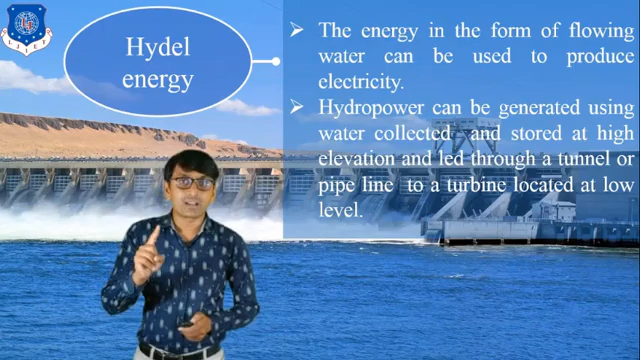 Hydel
energy
➢ The energy in the form of flowing
water can be used to produce
electricity.
➢ Hydropower can be generated using
water collected and stored at high
elevation and led through a tunnel or
pipe line to a turbine located at low
level.